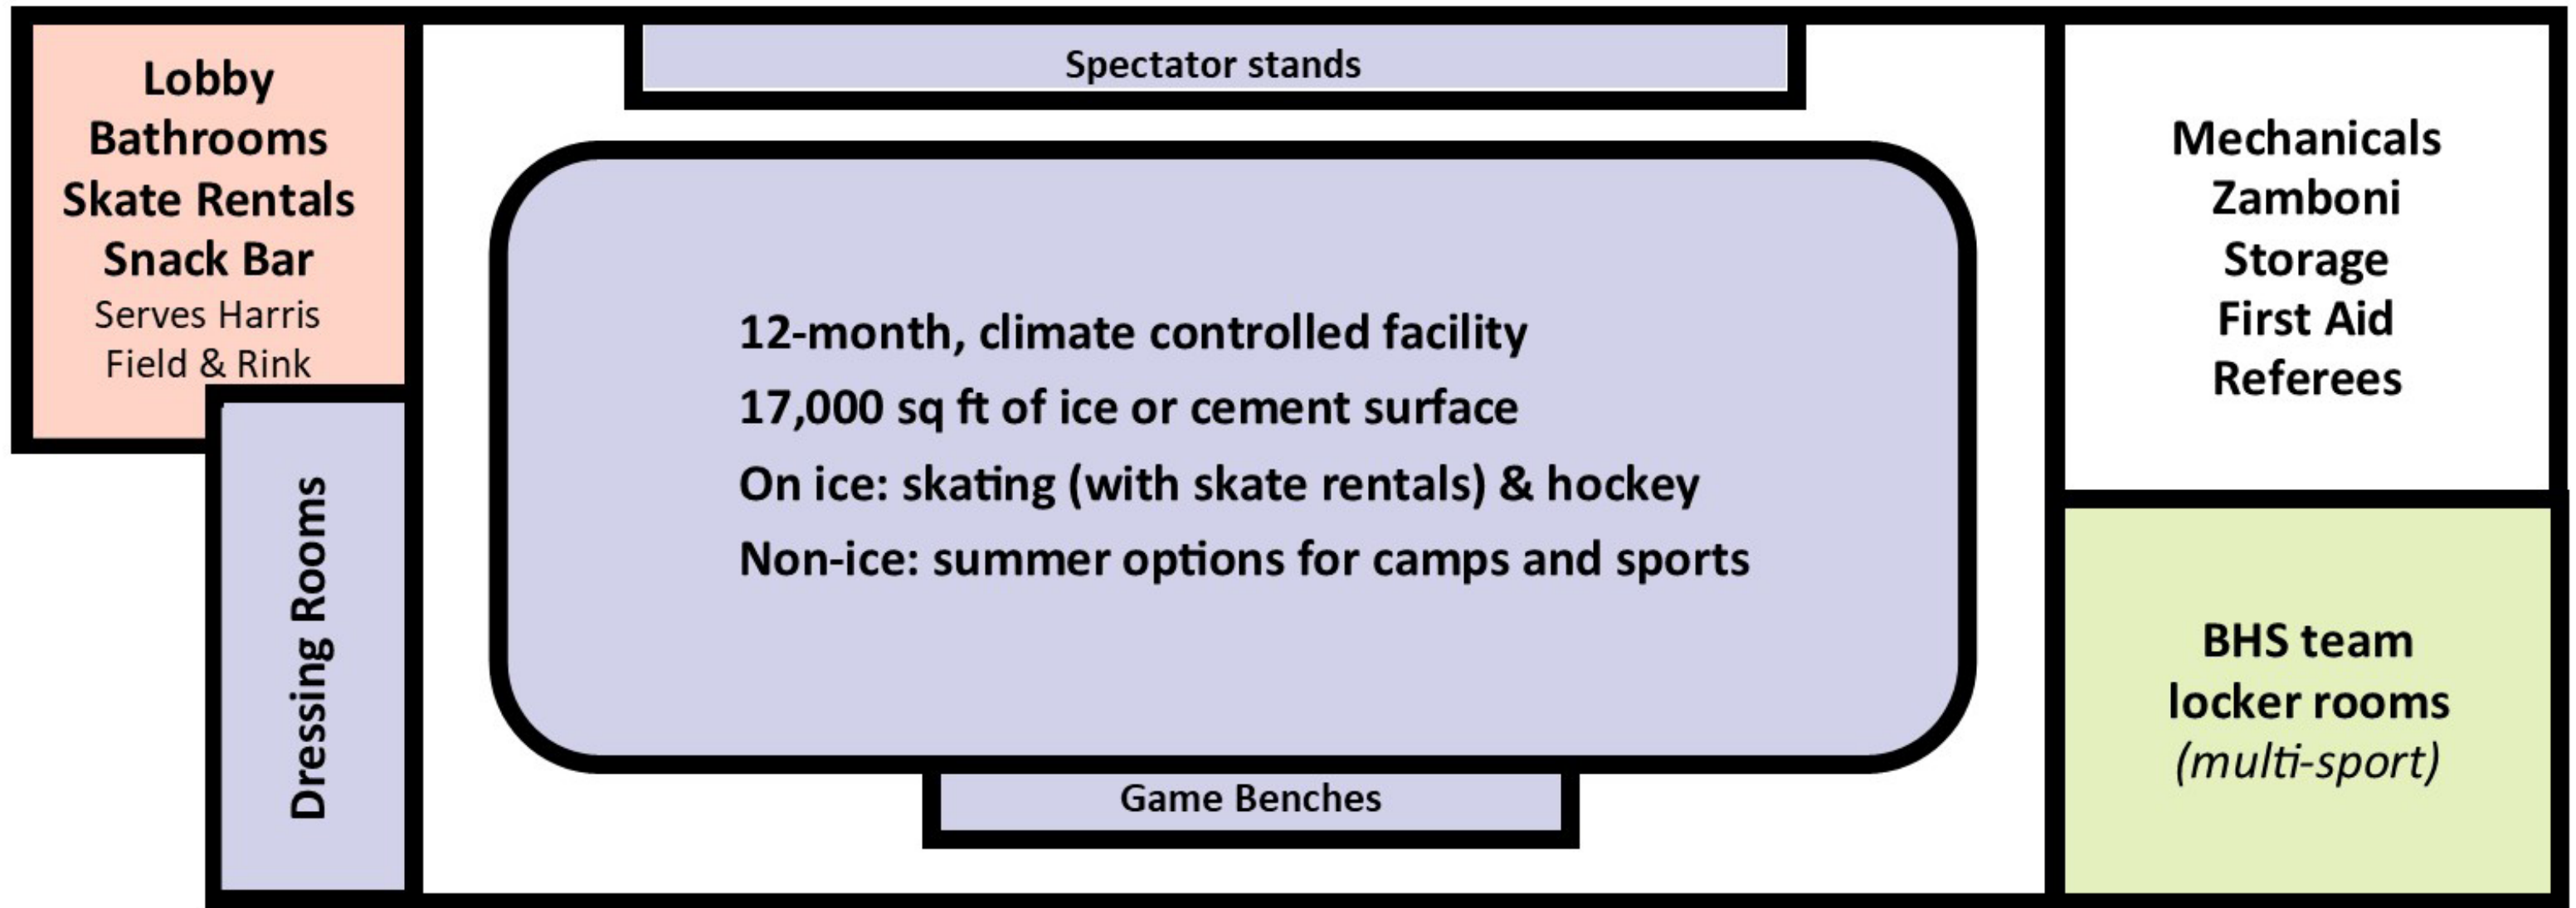 Lobby
Bathrooms
Skate Rentals
Snack Bar
Serves Harris
Field & Rink
Dressing Rooms
Spectator stands
12-month, climate controlled facility
17,000 sq ft of ice or cement surface
On ice: skating (with skate rentals) & hockey
Non-ice: summer options for camps and sports
Game Benches
Mechanicals
Zamboni
Storage
First Aid
Referees
BHS team
locker rooms
(multi-sport)